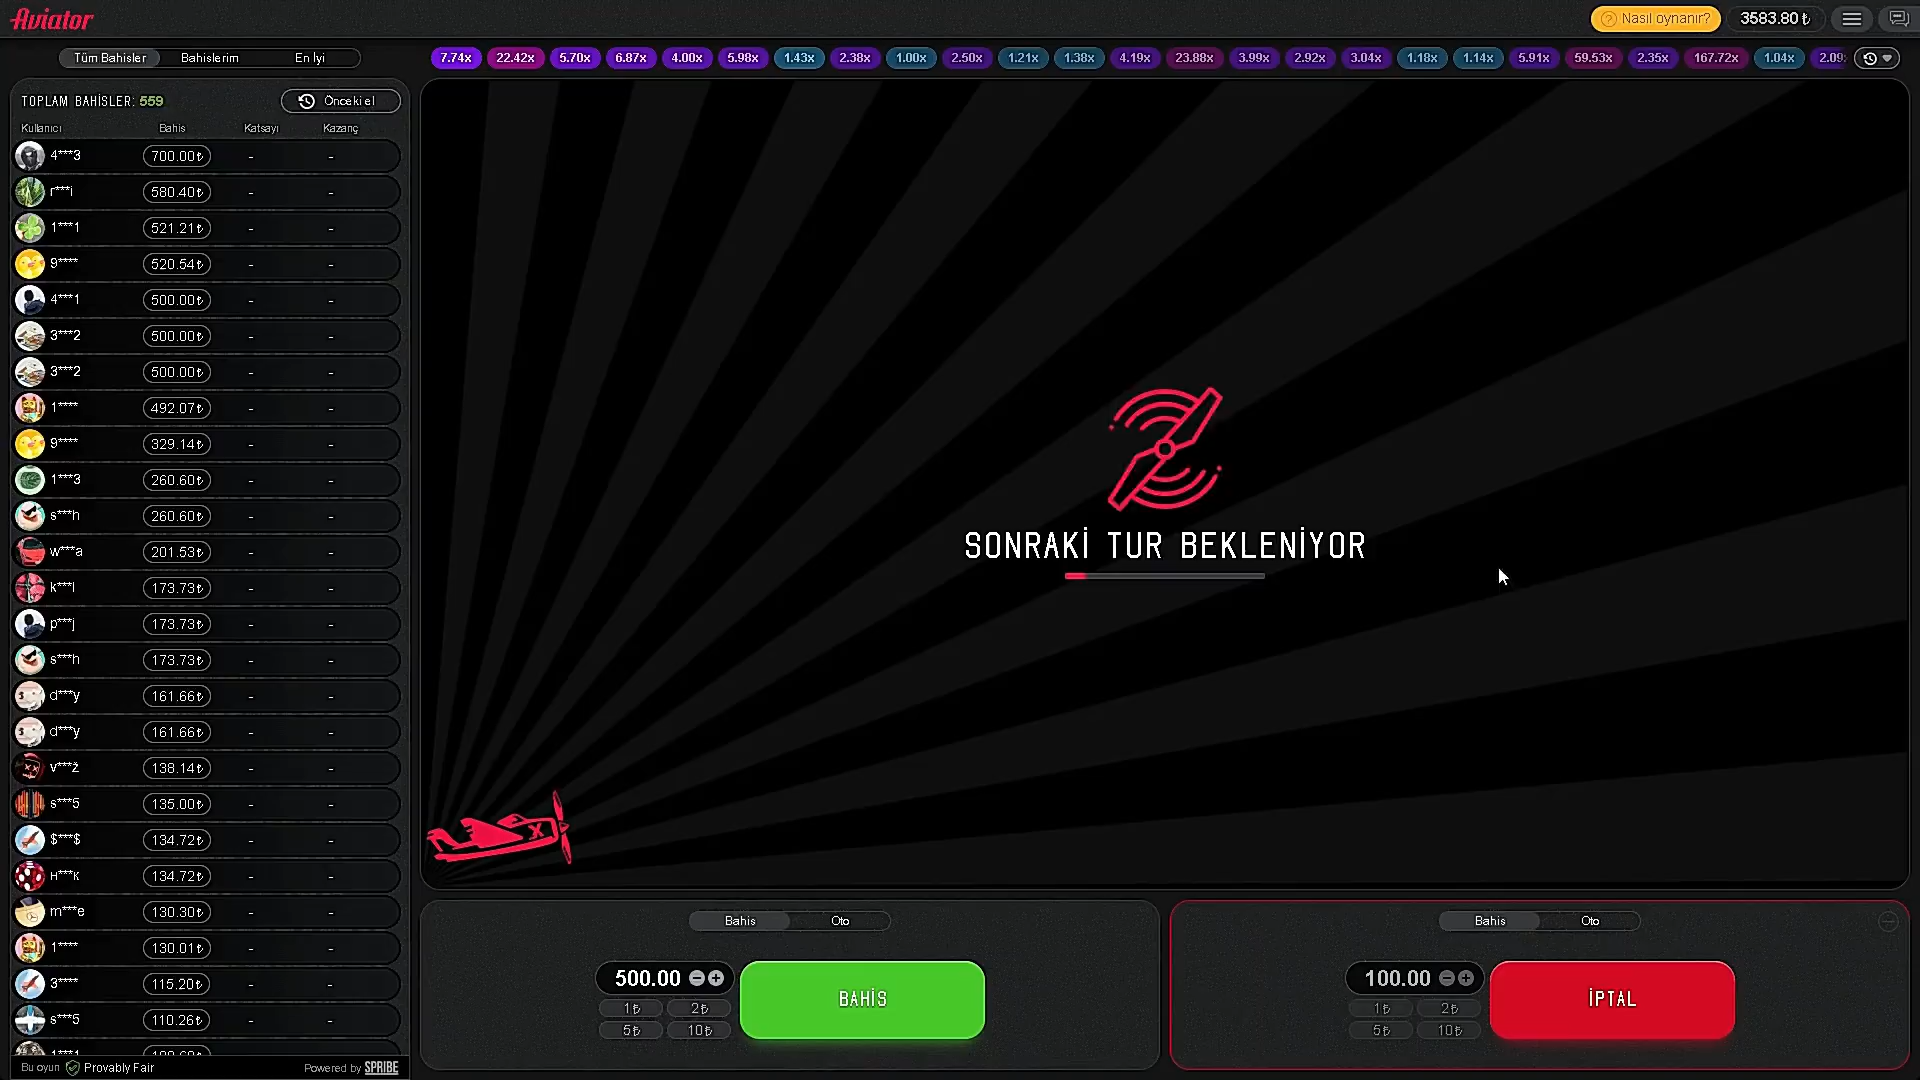 Aviator
Nasıl oynanır?
3583.80₺
Tüm Bahisler
Bahislerim
En İyi
7.74x 22.42x 5.70x 6.87x 4.00x 5.98x 1.43x 2.38x 1.00x 2.50x 1.21x 1.38x 4.19x 23.88x 3.99x 2.92x 3.04x 1.18x 1.14x 5.91x 59.53x 2.35x 167.72x 1.04x 2.09x
TOPLAM BAHİSLER: 559
Önceki el
Kullanıcı Bahis Katsayı Kazanç
4***3 700.00₺ - -
r***i 580.40₺ - -
1***1 521.21₺ - -
9**** 520.54₺ - -
4***1 500.00₺ - -
3***2 500.00₺ - -
3***2 500.00₺ - -
1**** 492.07₺ - -
9**** 329.14₺ - -
1***3 260.60₺ - -
s***h 260.60₺ - -
w***a 201.53₺ - -
k***l 173.73₺ - -
p***j 173.73₺ - -
s***h 173.73₺ - -
d***y 161.66₺ - -
d***y 161.66₺ - -
v***ž 138.14₺ - -
s***5 135.00₺ - -
$***$ 134.72₺ - -
н***к 134.72₺ - -
m***e 130.30₺ - -
1**** 130.01₺ - -
3**** 115.20₺ - -
s***5 110.26₺ - -
Bu oyun Provably Fair
Powered by SPRIBE
SONRAKİ TUR BEKLENİYOR
Bahis Oto
500.00
1₺ 2₺
5₺ 10₺
BAHİS
Bahis Oto
100.00
1₺ 2₺
5₺ 10₺
İPTAL